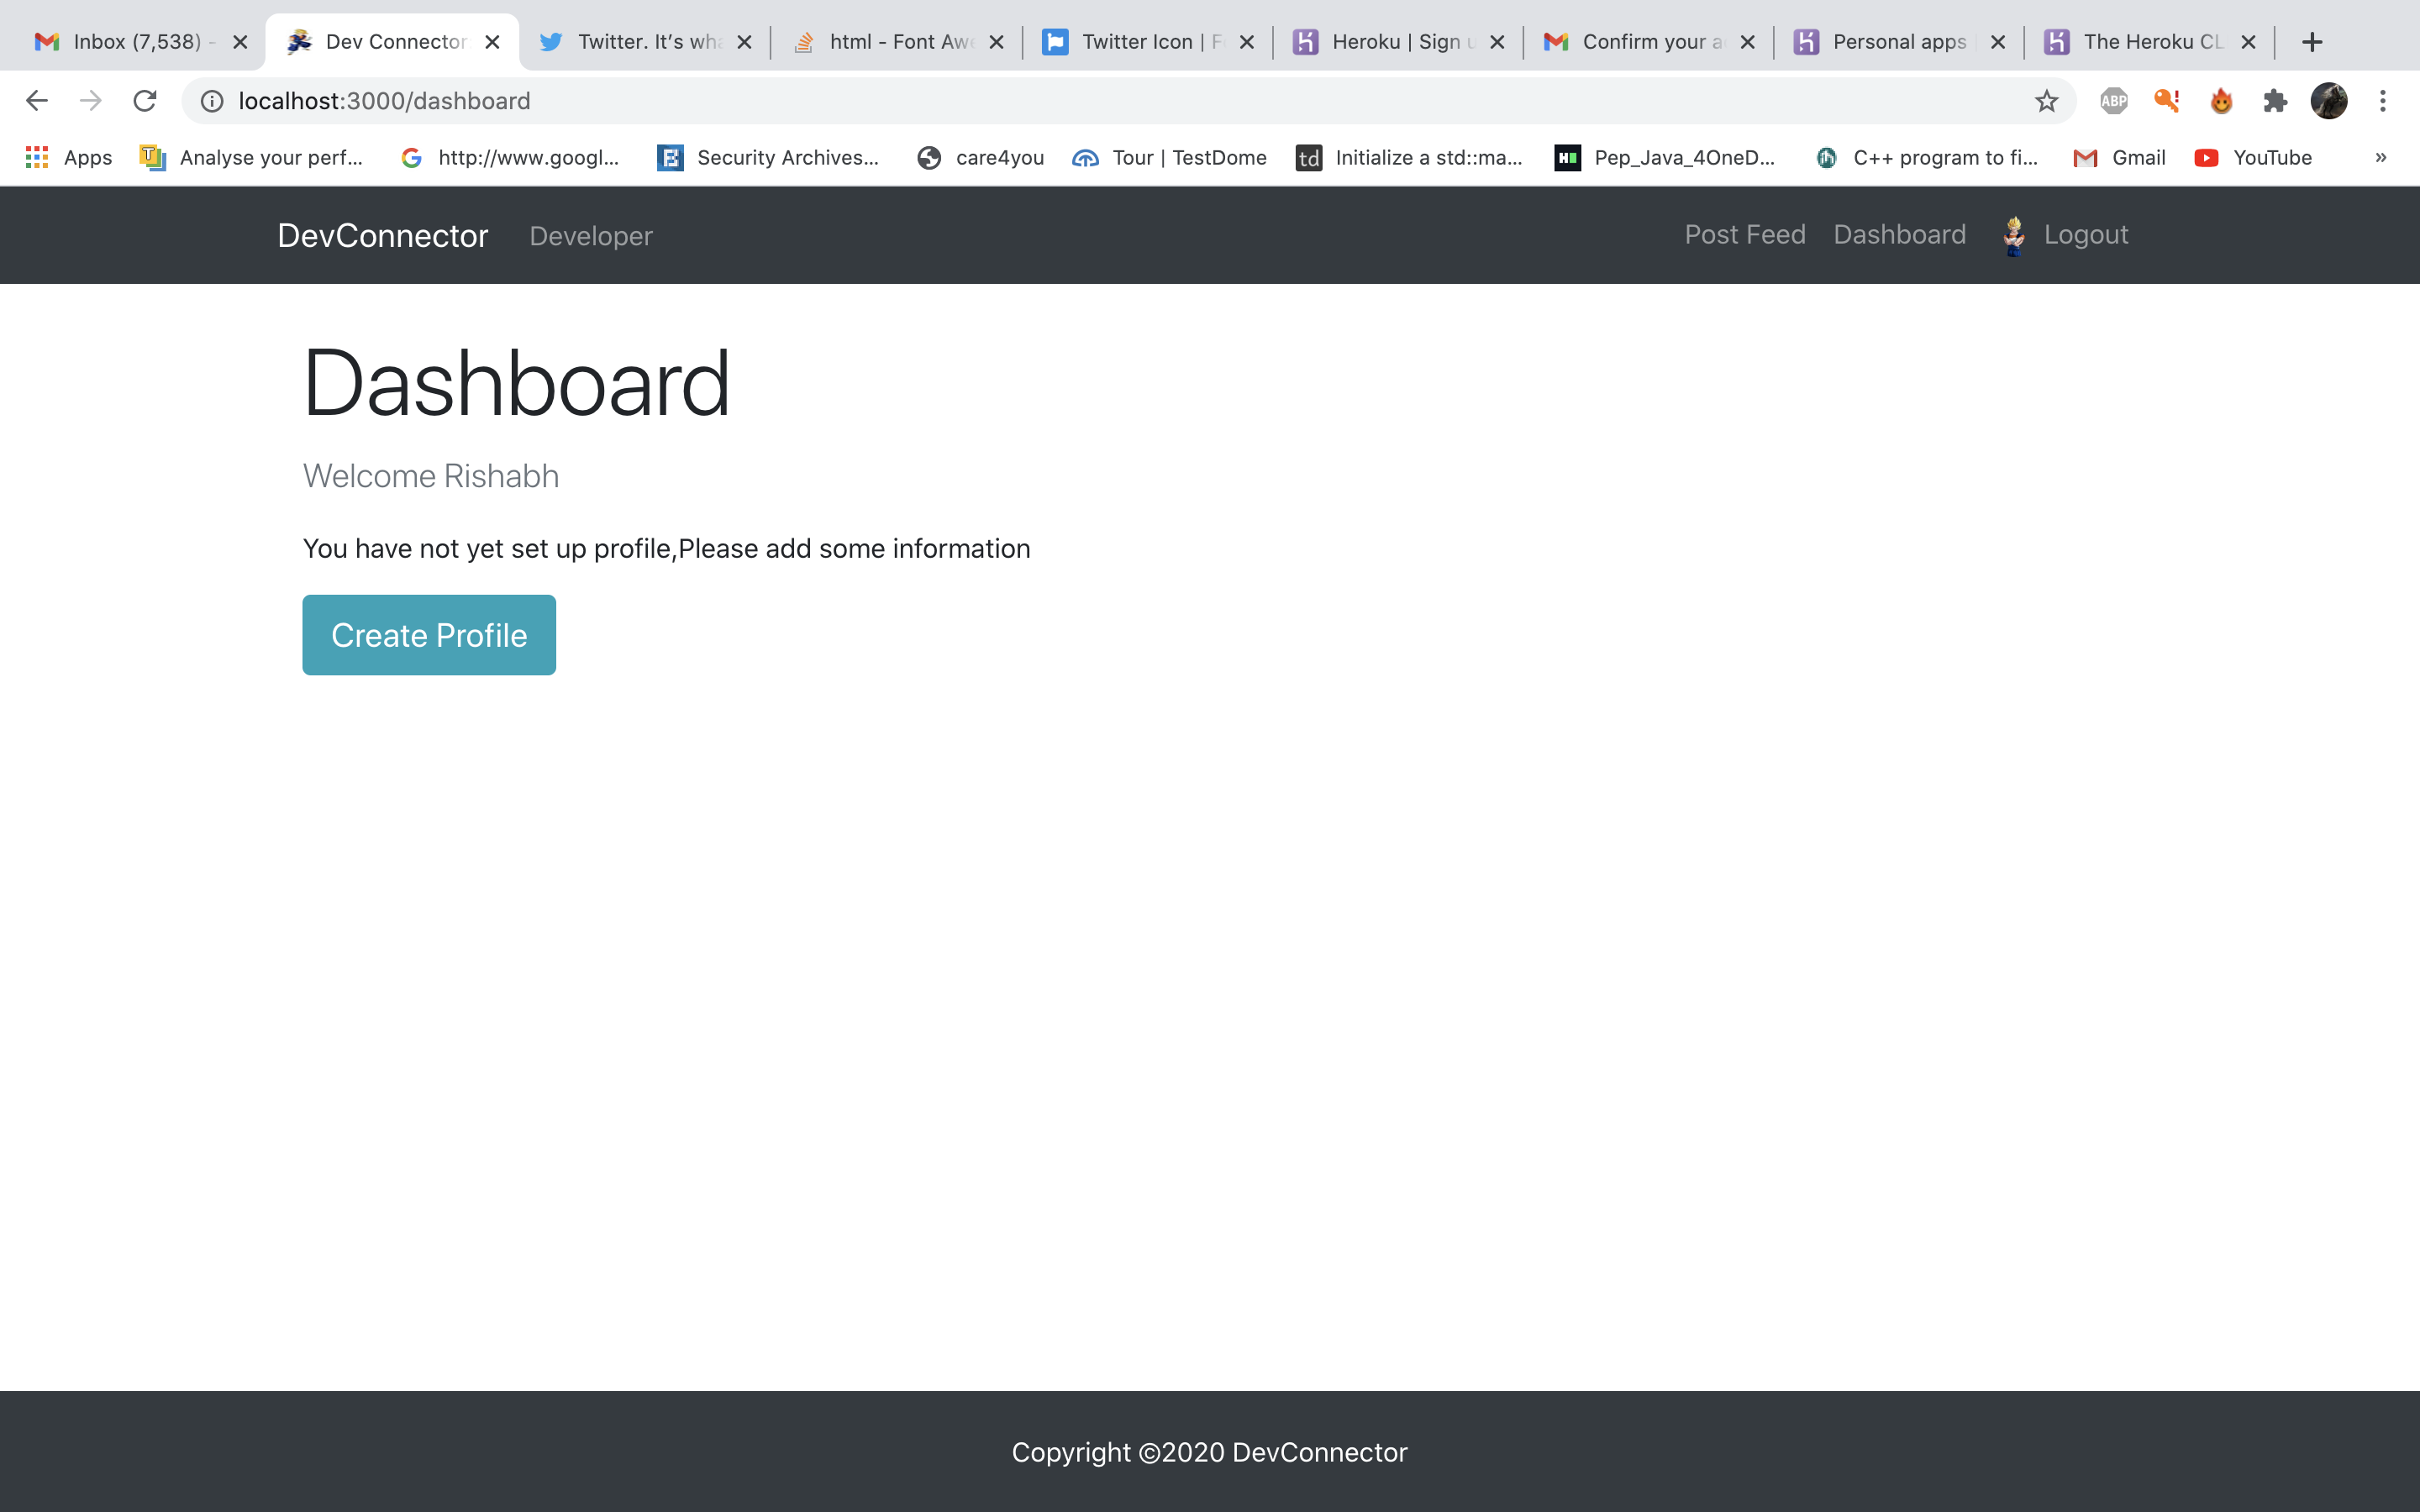 Inbox (7,538) - Dev Connector Twitter. It's wha html - Font Awe Twitter Icon | F Heroku | Sign u Confirm your a Personal apps The Heroku CL
localhost:3000/dashboard ABP
Apps Analyse your perf... http://www.googl... Security Archives... care4you Tour | TestDome td Initialize a std::ma... Pep_Java_4OneD... C++ program to fi... Gmail YouTube »
DevConnector Developer Post Feed Dashboard Logout
Dashboard
Welcome Rishabh
You have not yet set up profile,Please add some information
Create Profile
Copyright ©2020 DevConnector